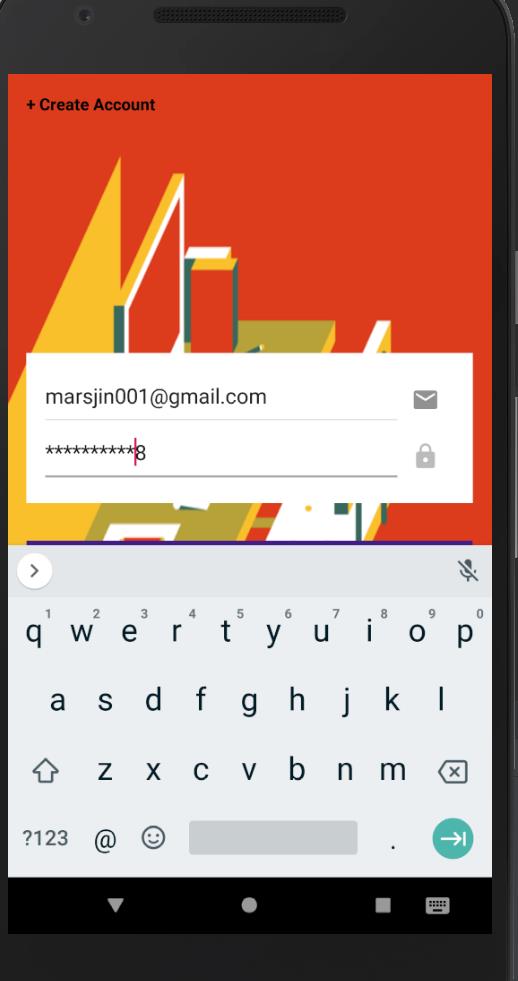 + Create Account
marsjin001@gmail.com
**********8
1 2 3 4 5 6 7 8 9 0
q w e r t y u i o p
a s d f g h j k l
z x c v b n m
?123 @ .